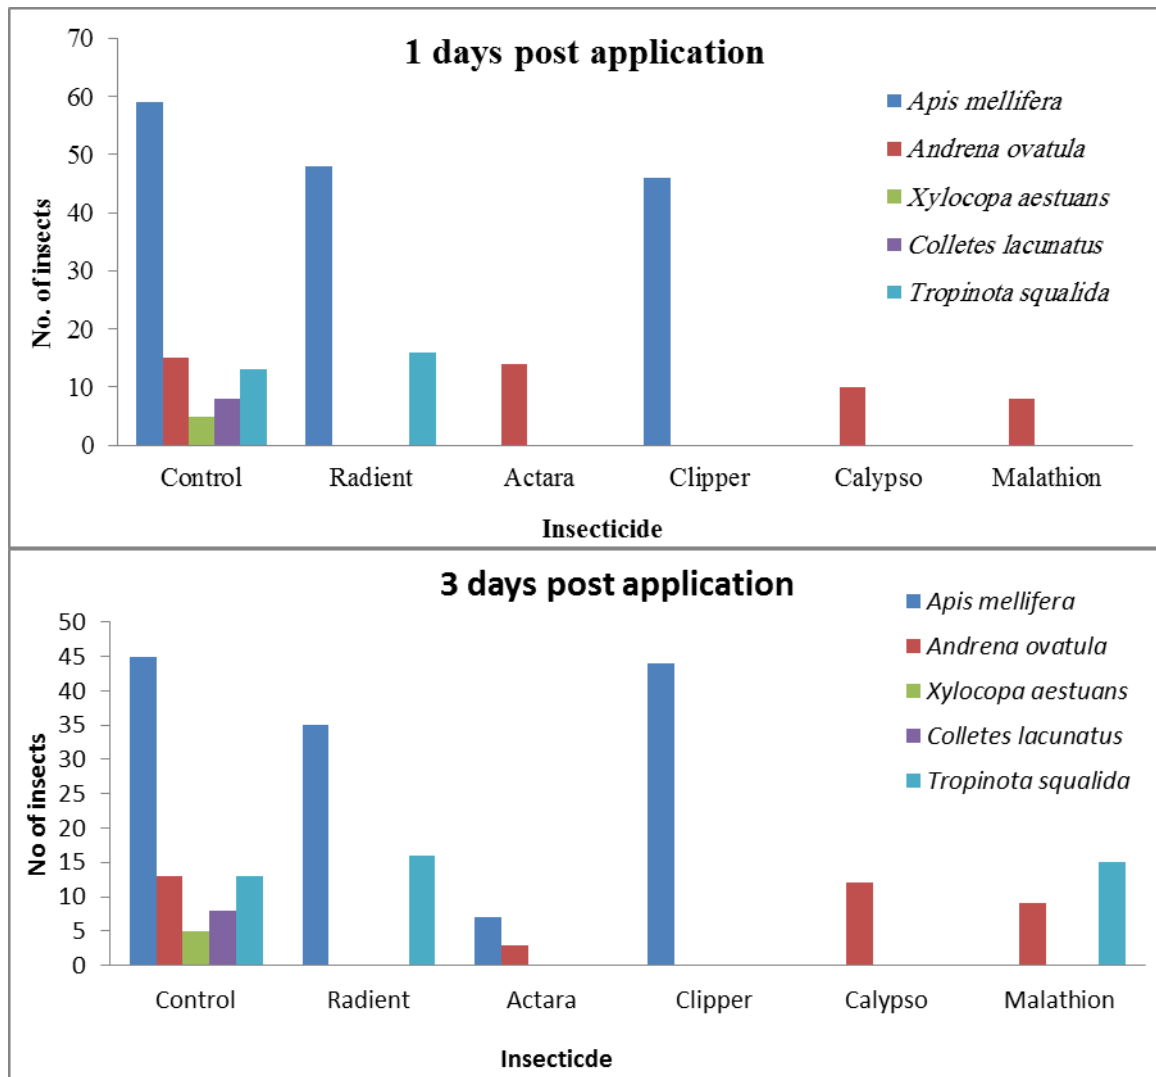 1 days post application
70
60
50
40
30
20
10
0
No. of insects
Apis mellifera
Andrena ovatula
Xylocopa aestuans
Colletes lacunatus
Tropinota squalida
Control Radient Actara Clipper Calypso Malathion
Insecticide
3 days post application
50
45
40
35
30
25
20
15
10
5
0
No of insects
Apis mellifera
Andrena ovatula
Xylocopa aestuans
Colletes lacunatus
Tropinota squalida
Control Radient Actara Clipper Calypso Malathion
Insecticde